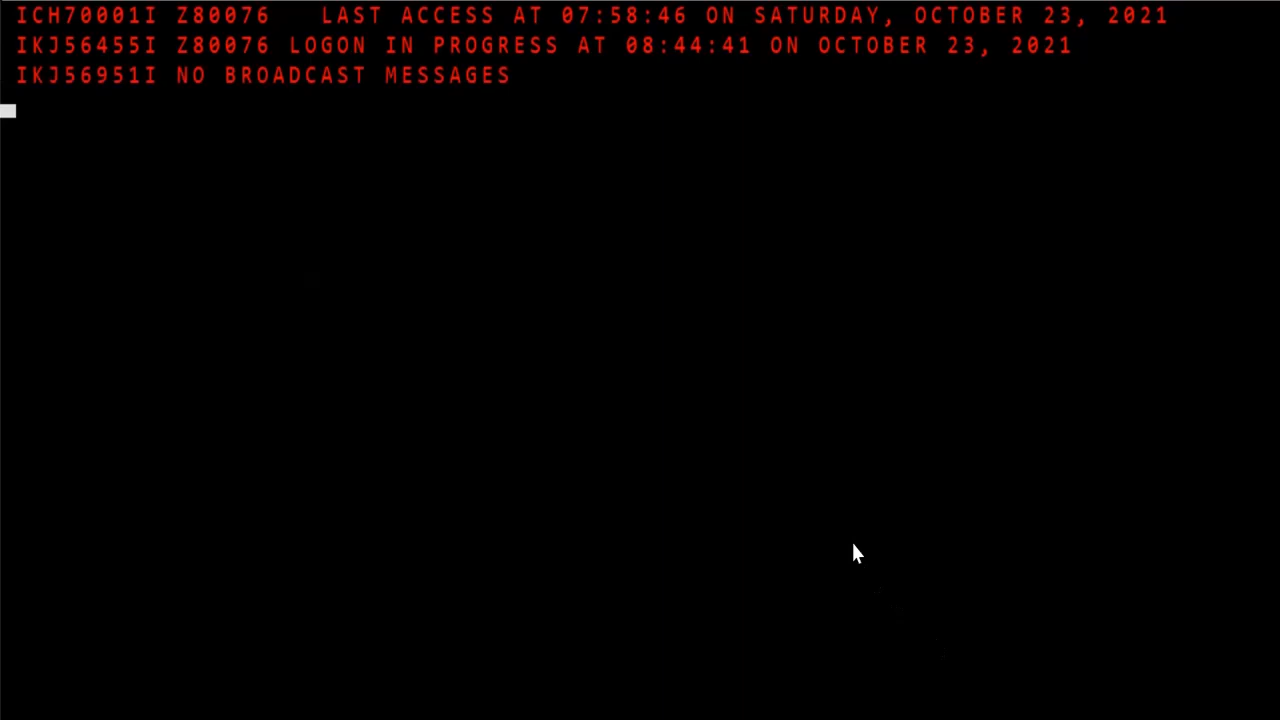 ICH70001I Z80076   LAST ACCESS AT 07:58:46 ON SATURDAY, OCTOBER 23, 2021
IKJ56455I Z80076 LOGON IN PROGRESS AT 08:44:41 ON OCTOBER 23, 2021
IKJ56951I NO BROADCAST MESSAGES